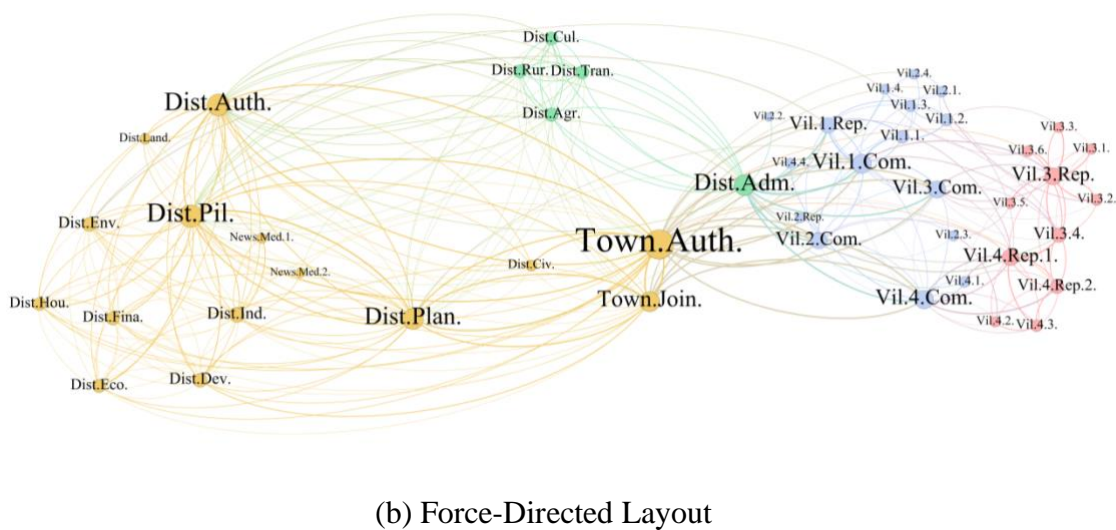 Dist.Cul.
Dist.Rur. Dist.Tran.
Dist.Auth.
Dist.Agr.
Dist.Land.
Vil.2.4.
Vil.1.4. Vil.2.1.
Vil.1.3.
Vil.2.2. Vil.1.Rep. Vil.1.2.
Vil.1.1.
Vil.3.3.
Vil.3.6. Vil.3.1.
Vil.4.4. Vil.1.Com.
Vil.3.Rep.
Dist.Adm. Vil.3.Com.
Vil.3.2.
Vil.3.5.
Dist.Pil.
Dist.Env.
Vil.2.Rep.
News.Med.1.
Town.Auth. Vil.2.Com. Vil.2.3. Vil.3.4.
Vil.4.Rep.1.
News.Med.2. Dist.Civ.
Vil.4.1. Vil.4.Rep.2.
Dist.Hou. Town.Join. Vil.4.Com.
Dist.Fina. Dist.Ind. Dist.Plan.
Vil.4.2. Vil.4.3.
Dist.Eco. Dist.Dev.
(b) Force-Directed Layout